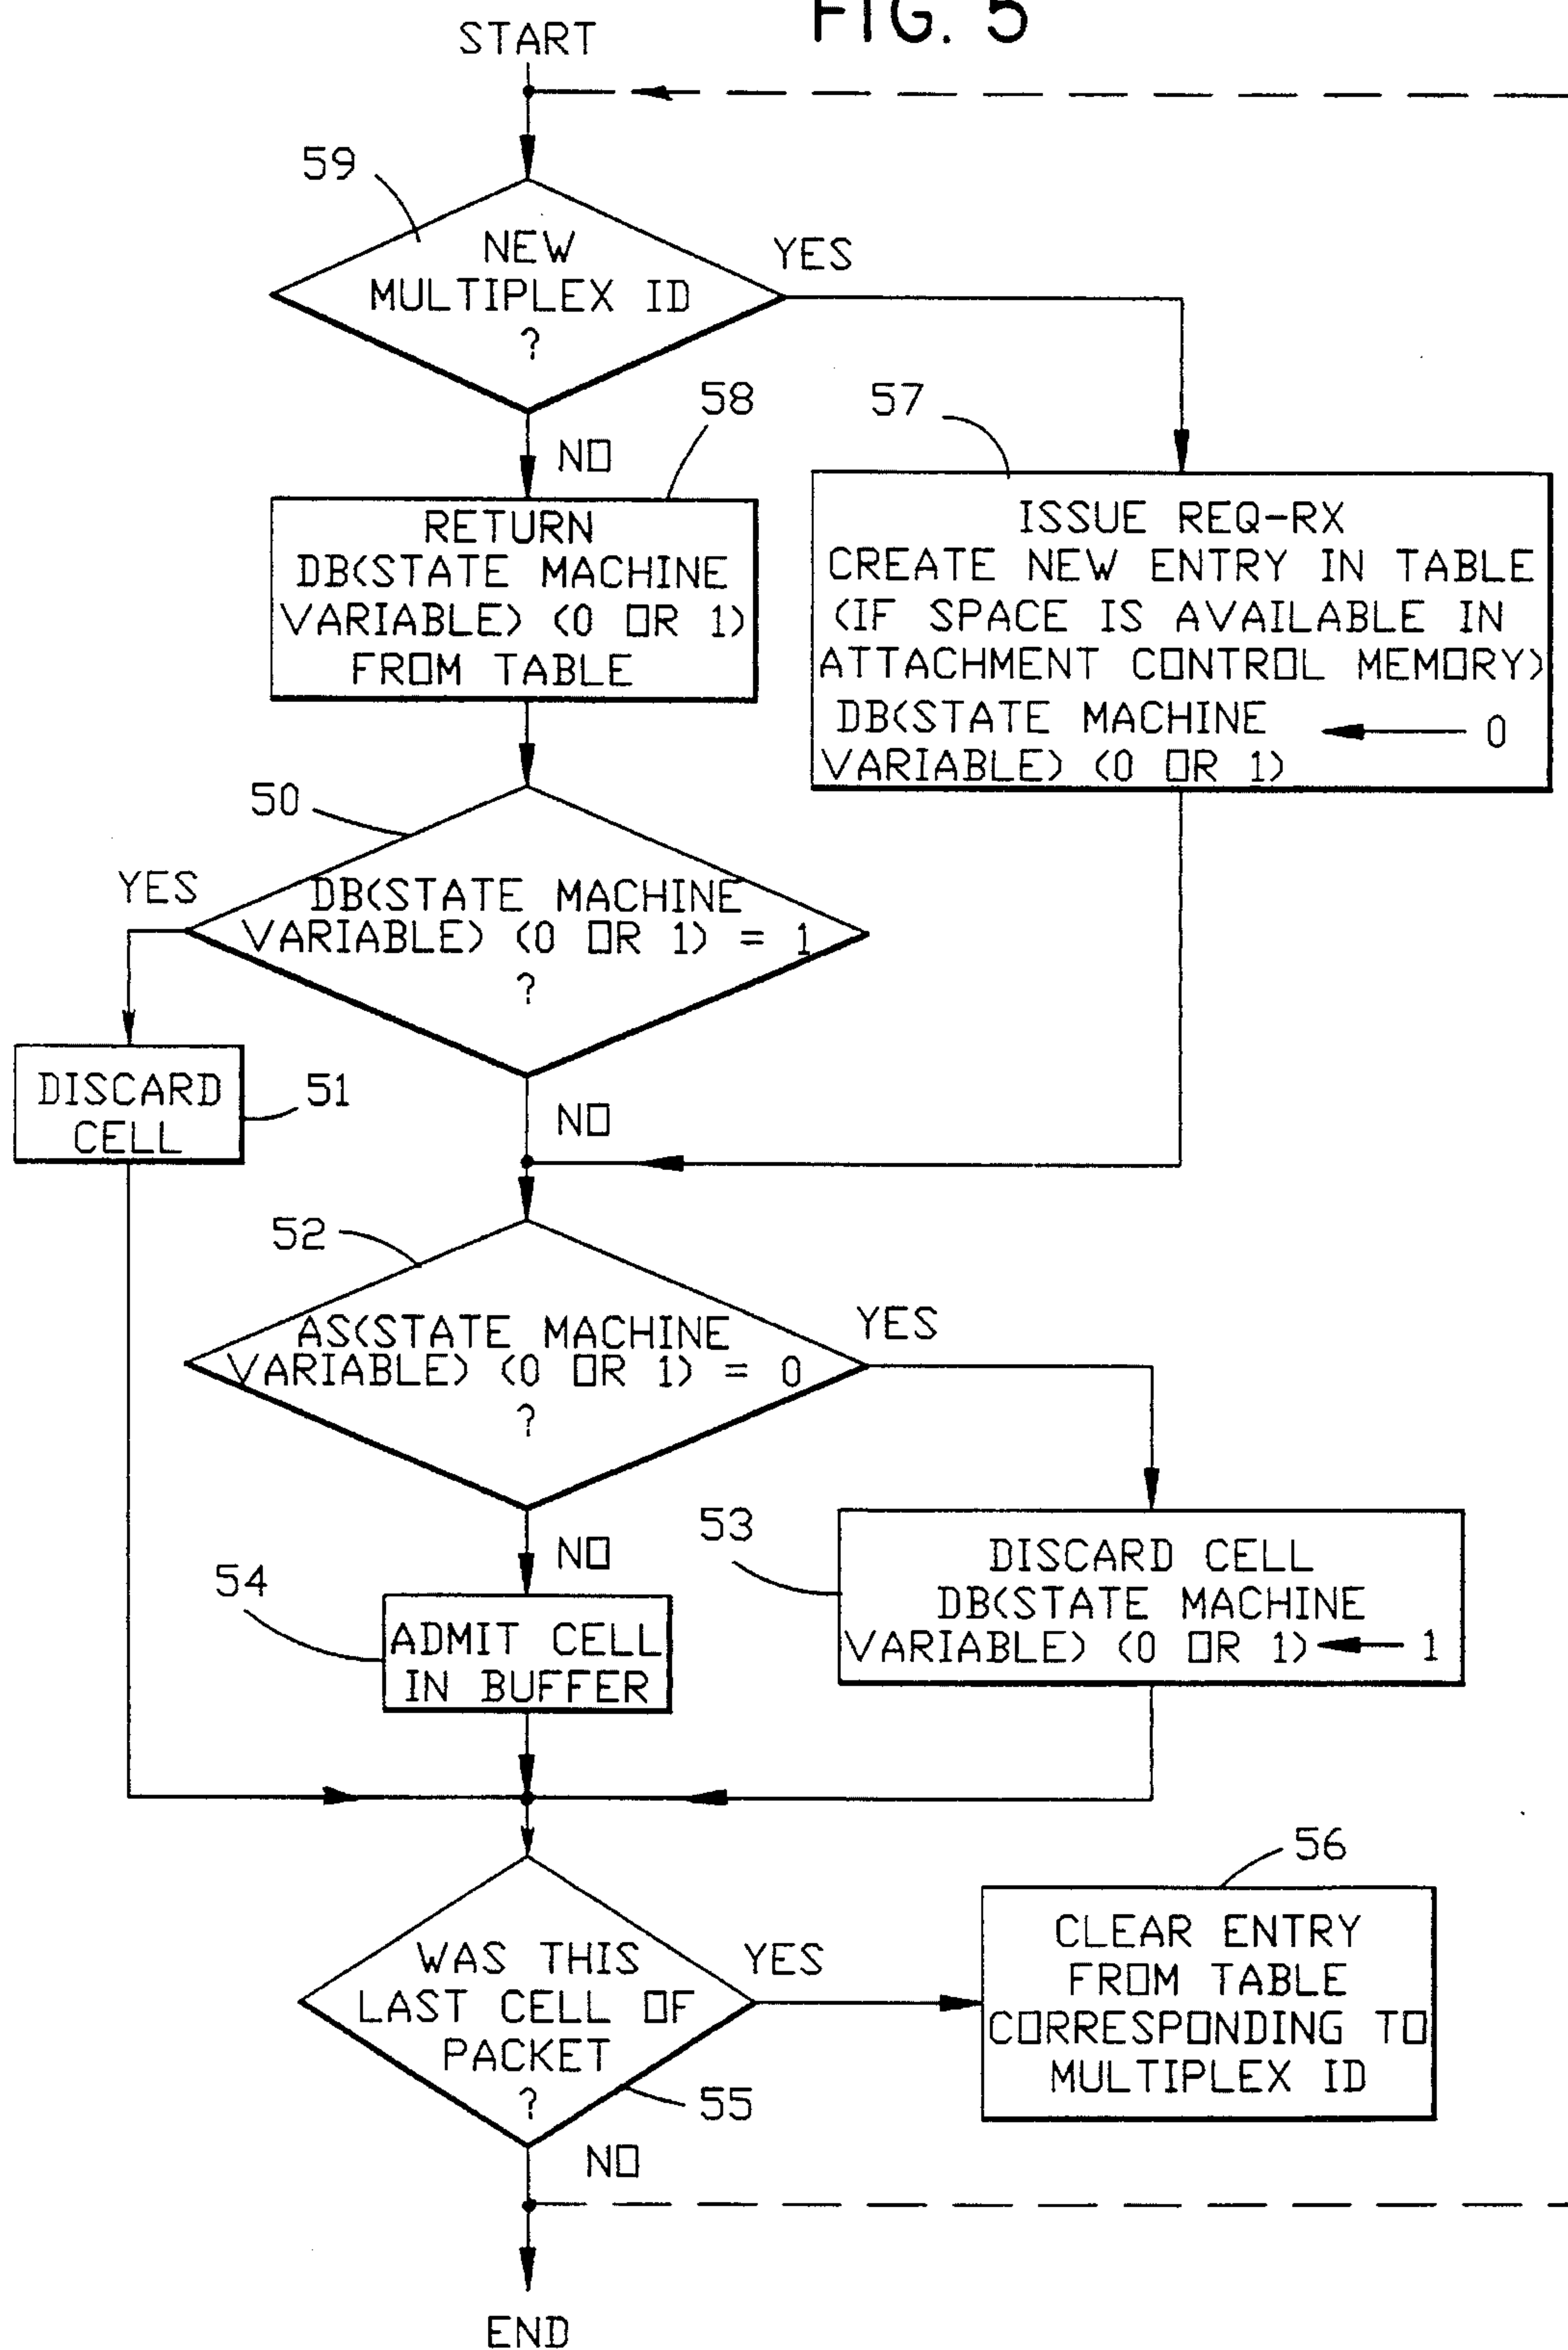 FIG. 5
START
59
NEW
MULTIPLEX ID
?
YES
NO
58
57
RETURN
DB(STATE MACHINE
VARIABLE) (0 OR 1)
FROM TABLE
ISSUE REQ-RX
CREATE NEW ENTRY IN TABLE
(IF SPACE IS AVAILABLE IN
ATTACHMENT CONTROL MEMORY)
DB(STATE MACHINE
VARIABLE) (0 OR 1)
0
50
YES
DB(STATE MACHINE
VARIABLE) (0 OR 1) = 1
?
NO
DISCARD
CELL
51
52
AS(STATE MACHINE
VARIABLE) (0 OR 1) = 0
?
YES
NO
53
54
ADMIT CELL
IN BUFFER
DISCARD CELL
DB(STATE MACHINE
VARIABLE) (0 OR 1)
1
WAS THIS
LAST CELL OF
PACKET
?
YES
55
NO
56
CLEAR ENTRY
FROM TABLE
CORRESPONDING TO
MULTIPLEX ID
END